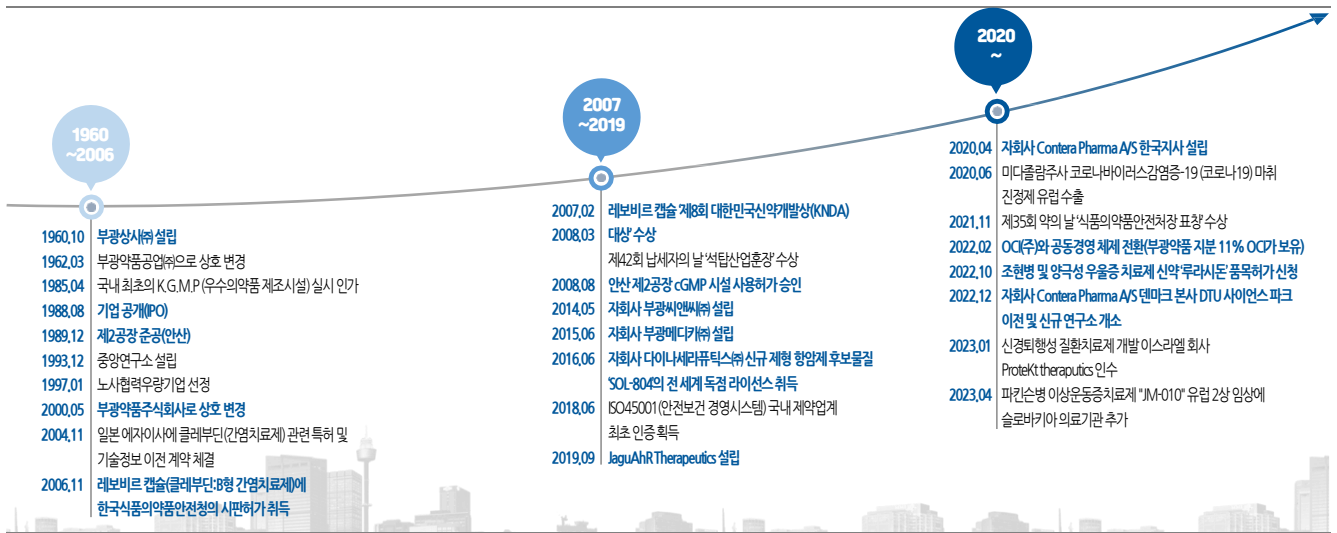 1960
~2006
1960.10 부광상사㈜ 설립
1962.03 부광약품공업㈜으로 상호 변경
1985.04 국내 최초의 K.G.M.P (우수의약품 제조시설) 실시 인가
1988.08 기업 공개(IPO)
1989.12 제2공장 준공(안산)
1993.12 중앙연구소 설립
1997.01 노사협력우량기업 선정
2000.05 부광약품주식회사로 상호 변경
2004.11 일본 에자이사에 클레부딘(간염치료제) 관련 특허 및
기술정보 이전 계약 체결
2006.11 레보비르 캡슐(클레부딘:B형 간염치료제)에
한국식품의약품안전청의 시판허가 취득
2007
~2019
2007.02 레보비르 캡슐 '제8회 대한민국신약개발상(KNDA)
2008.03 대상' 수상
제42회 납세자의 날 '석탑산업훈장' 수상
2008.08 안산 제2공장 cGMP 시설 사용허가 승인
2014.05 자회사 부광씨앤씨㈜ 설립
2015.06 자회사 부광메디카㈜ 설립
2016.06 자회사 다이나세라퓨틱스㈜ 신규 제형 항암제 후보물질
'SOL-804'의 전 세계 독점 라이선스 취득
2018.06 ISO45001(안전보건 경영시스템) 국내 제약업계
최초 인증 획득
2019.09 JaguAhR Therapeutics 설립
2020
~
2020.04 자회사 Contera Pharma A/S 한국지사 설립
2020.06 미다졸람주사 코로나바이러스감염증-19 (코로나19) 마취
진정제 유럽 수출
2021.11 제35회 약의 날 '식품의약품안전처장 표창' 수상
2022.02 OCI(주)와 공동경영 체제 전환(부광약품 지분 11% OCI가 보유)
2022.10 조현병 및 양극성 우울증 치료제 신약 '루라시돈' 품목허가 신청
2022.12 자회사 Contera Pharma A/S 덴마크 본사 DTU 사이언스 파크
이전 및 신규 연구소 개소
2023.01 신경퇴행성 질환치료제 개발 이스라엘 회사
ProteKt theraputics 인수
2023.04 파킨슨병 이상운동증치료제 "JM-010" 유럽 2상 임상에
슬로바키아 의료기관 추가